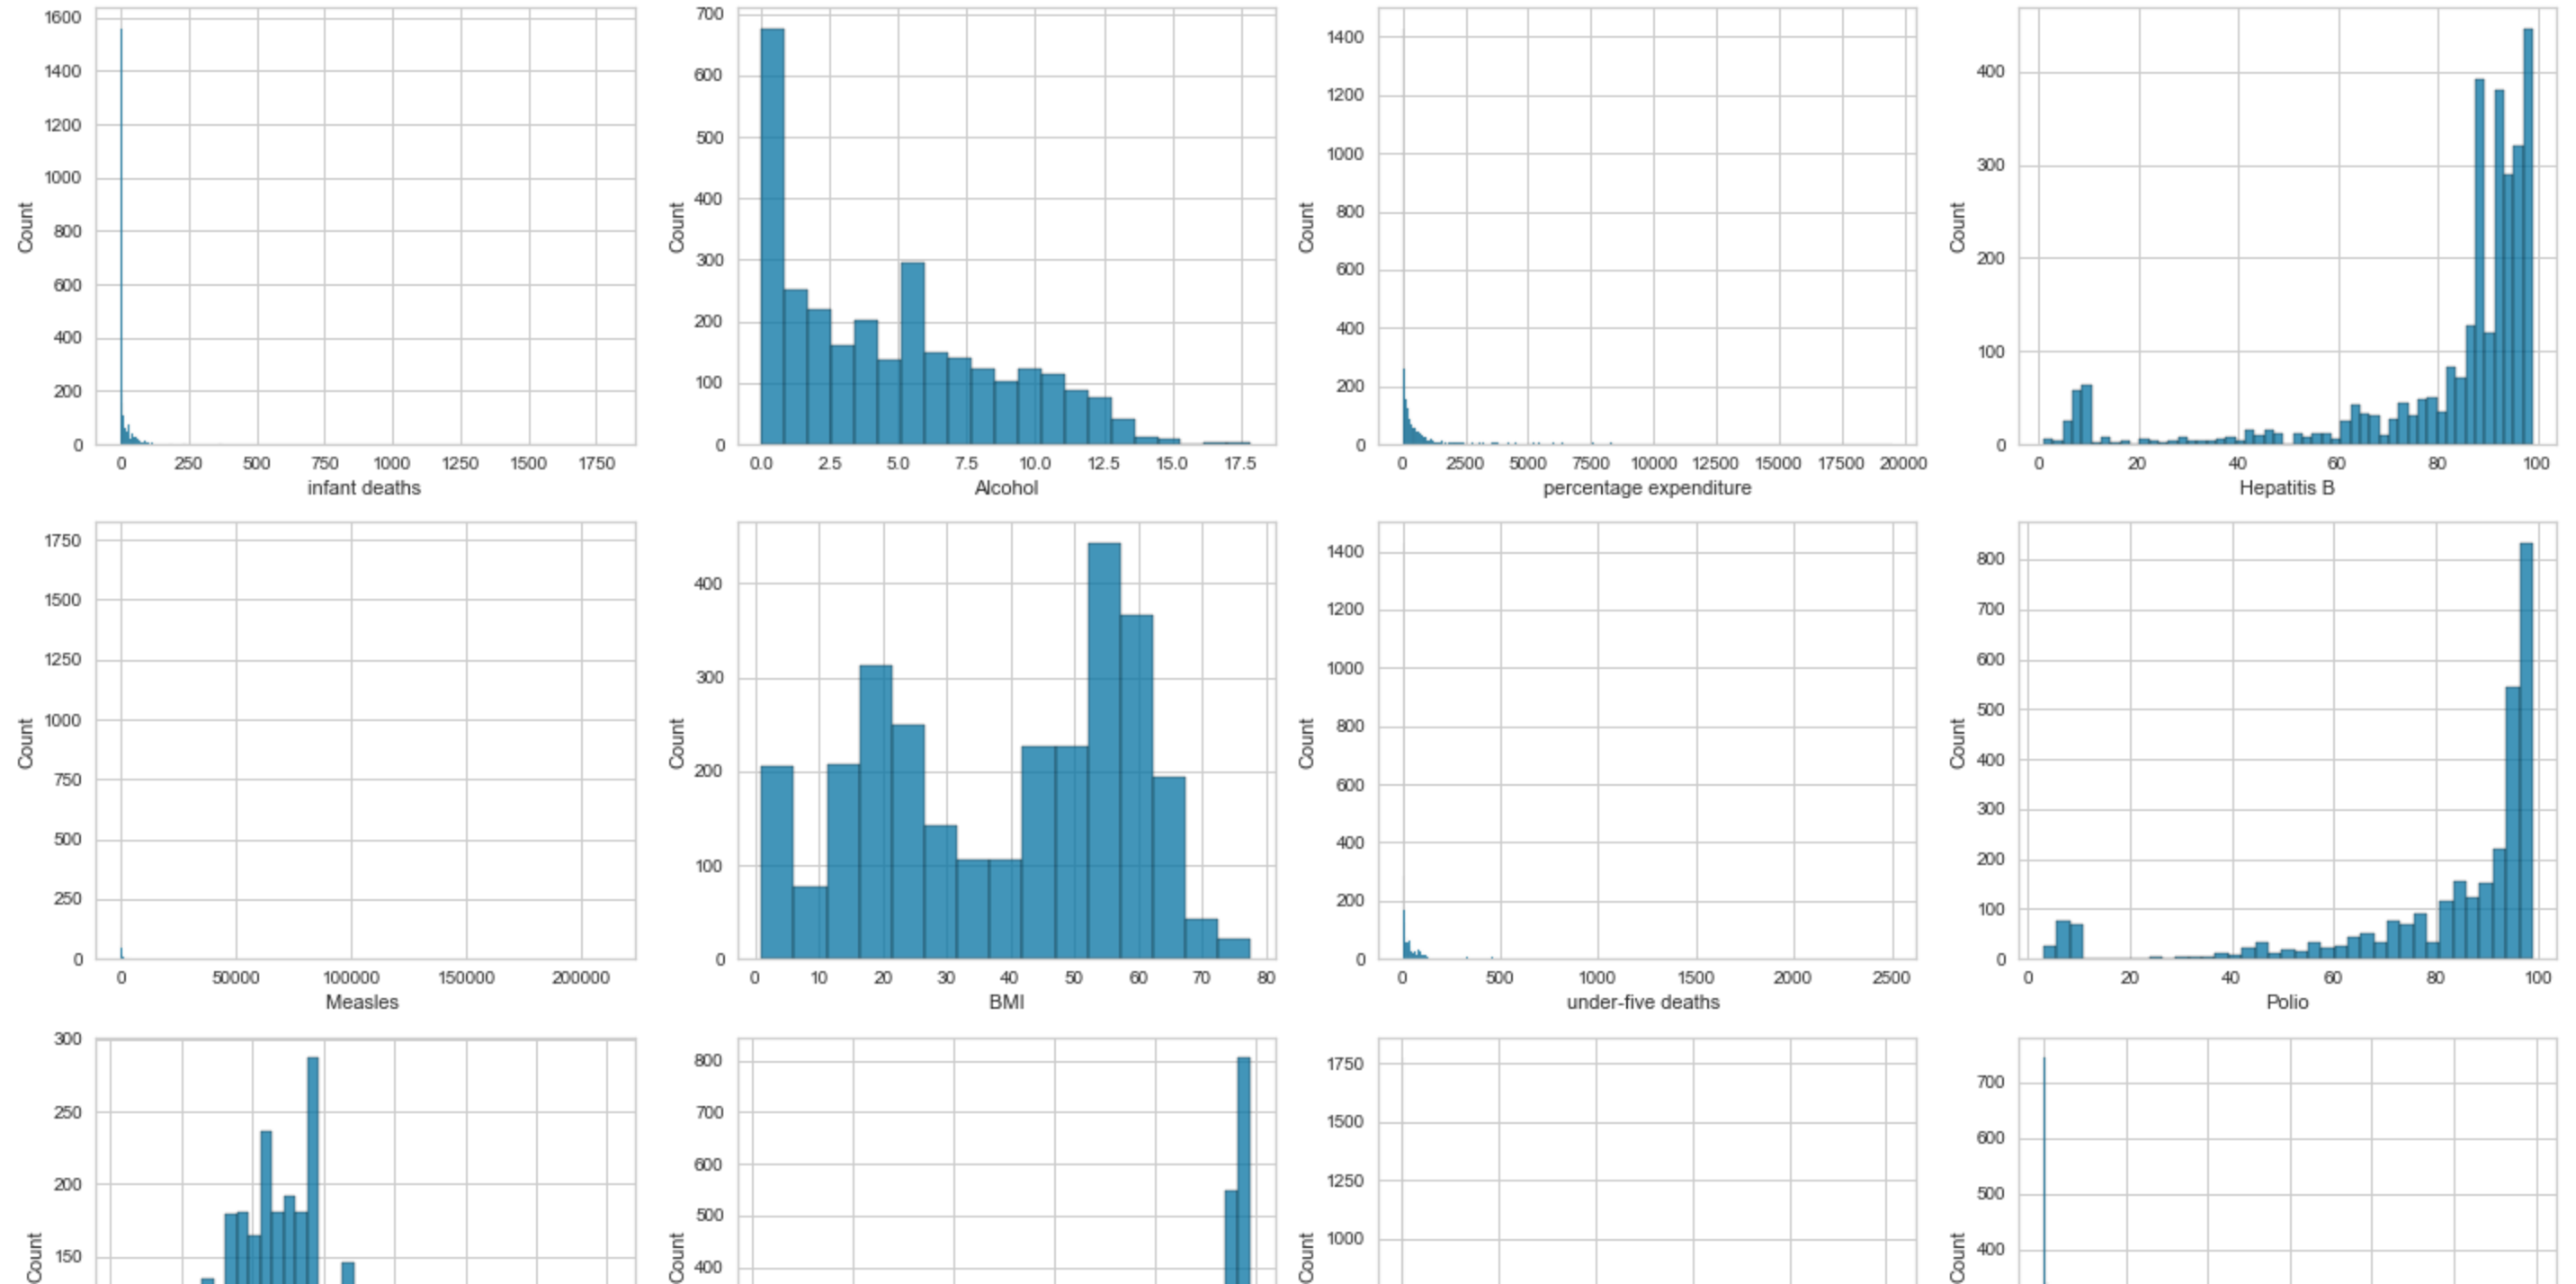 1600
1400
1200
1000
800
600
400
200
0
Count
0 250 500 750 1000 1250 1500 1750
infant deaths
700
600
500
400
300
200
100
0
Count
0.0 2.5 5.0 7.5 10.0 12.5 15.0 17.5
Alcohol
1400
1200
1000
800
600
400
200
0
Count
0 2500 5000 7500 10000 12500 15000 17500 20000
percentage expenditure
400
300
200
100
0
Count
0 20 40 60 80 100
Hepatitis B
1750
1500
1250
1000
750
500
250
0
Count
0 50000 100000 150000 200000
Measles
400
300
200
100
0
Count
0 10 20 30 40 50 60 70 80
BMI
1400
1200
1000
800
600
400
200
0
Count
0 500 1000 1500 2000 2500
under-five deaths
800
700
600
500
400
300
200
100
0
Count
0 20 40 60 80 100
Polio
300
250
200
150
Count
800
700
600
500
400
Count
1750
1500
1250
1000
Count
700
600
500
400
Count